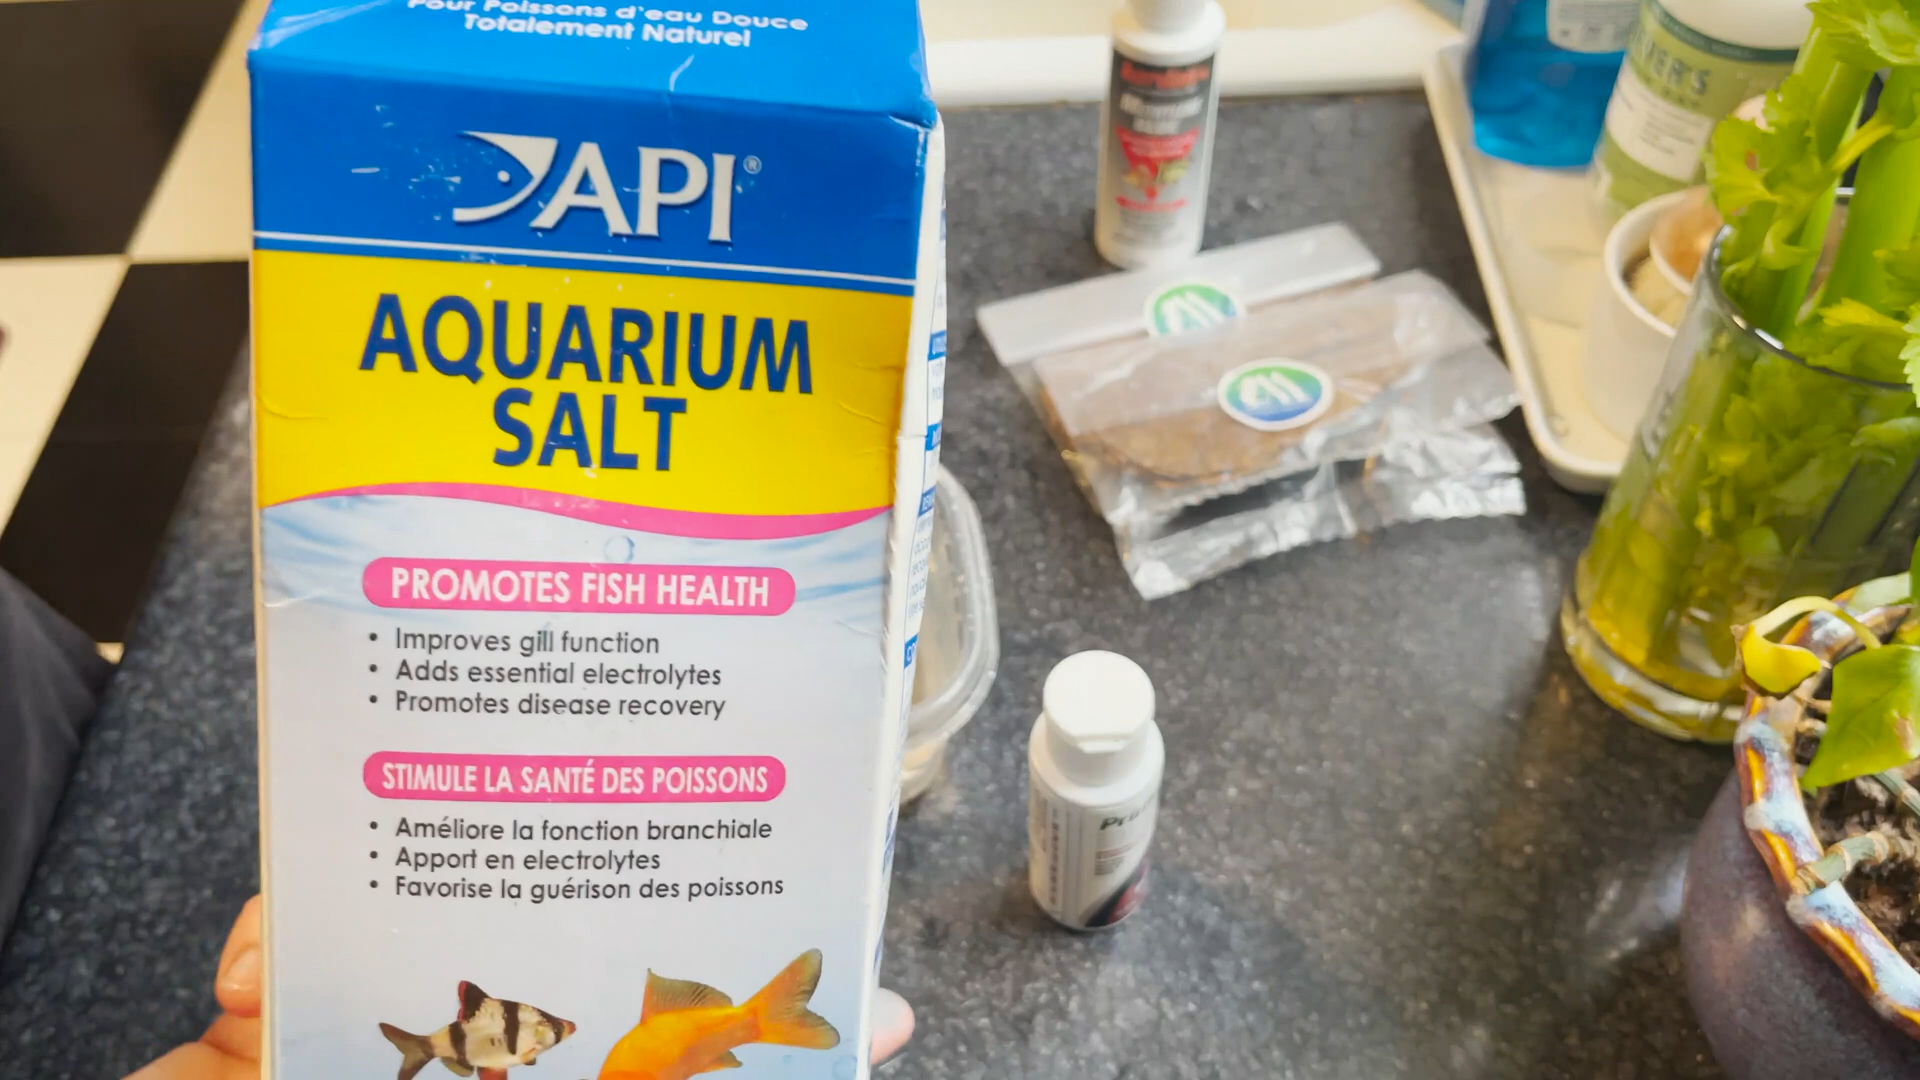 Pour Poissons d'eau Douce
Totalement Naturel
API®
AQUARIUM
SALT
PROMOTES FISH HEALTH
• Improves gill function
• Adds essential electrolytes
• Promotes disease recovery
STIMULE LA SANTÉ DES POISSONS
• Améliore la fonction branchiale
• Apport en electrolytes
• Favorise la guérison des poissons